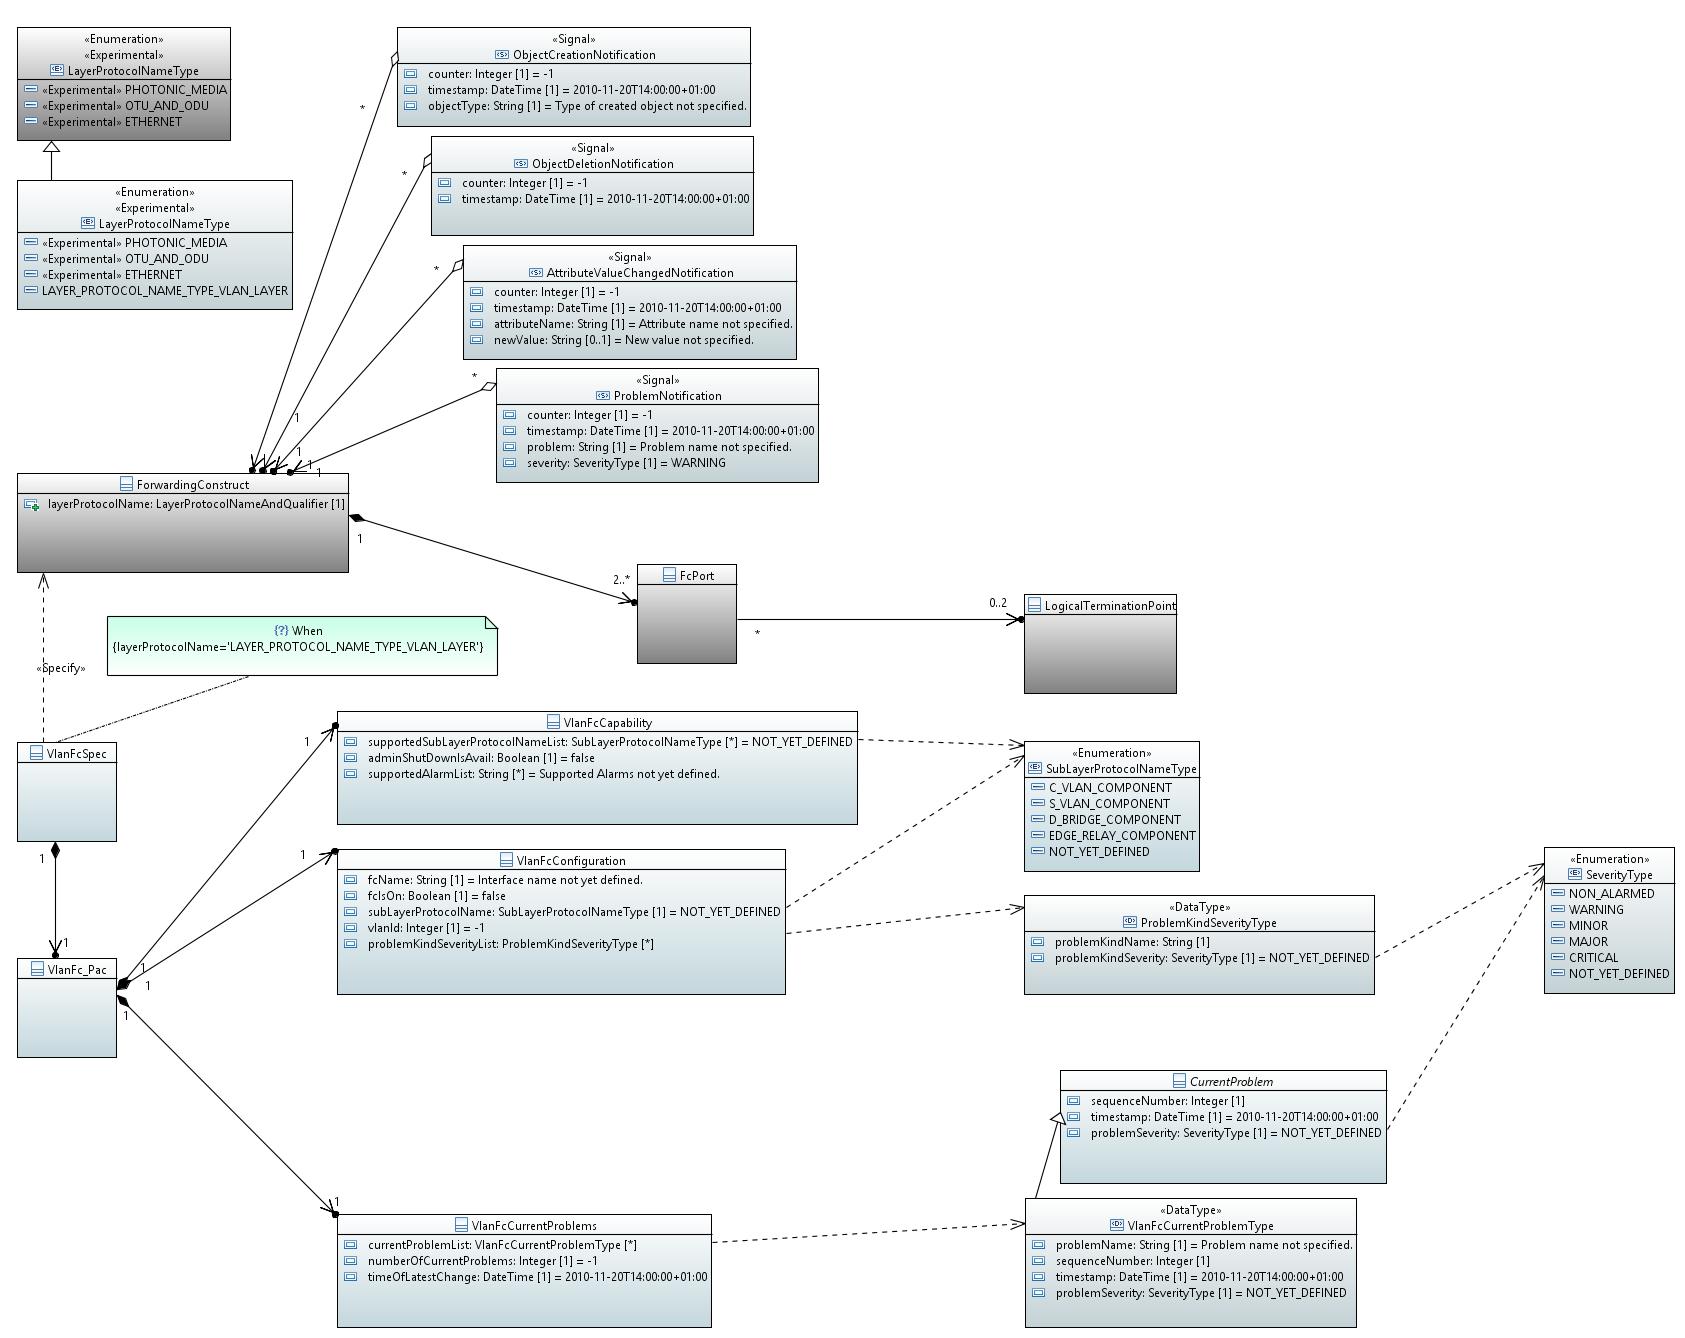 «Enumeration»
«Experimental»
LayerProtocolNameType
«Experimental» PHOTONIC_MEDIA
«Experimental» OTU_AND_ODU
«Experimental» ETHERNET
«Enumeration»
«Experimental»
LayerProtocolNameType
«Experimental» PHOTONIC_MEDIA
«Experimental» OTU_AND_ODU
«Experimental» ETHERNET
LAYER_PROTOCOL_NAME_TYPE_VLAN_LAYER
«Signal»
ObjectCreationNotification
counter: Integer [1] = -1
timestamp: DateTime [1] = 2010-11-20T14:00:00+01:00
objectType: String [1] = Type of created object not specified.
*
«Signal»
ObjectDeletionNotification
counter: Integer [1] = -1
timestamp: DateTime [1] = 2010-11-20T14:00:00+01:00
*
«Signal»
AttributeValueChangedNotification
counter: Integer [1] = -1
timestamp: DateTime [1] = 2010-11-20T14:00:00+01:00
attributeName: String [1] = Attribute name not specified.
newValue: String [0..1] = New value not specified.
*
«Signal»
ProblemNotification
counter: Integer [1] = -1
timestamp: DateTime [1] = 2010-11-20T14:00:00+01:00
problem: String [1] = Problem name not specified.
severity: SeverityType [1] = WARNING
*
1
1
1
1
ForwardingConstruct
layerProtocolName: LayerProtocolNameAndQualifier [1]
1
2..*
FcPort
*
0..2
LogicalTerminationPoint
{?} When
{layerProtocolName='LAYER_PROTOCOL_NAME_TYPE_VLAN_LAYER'}
«Specify»
VlanFcSpec
1
1
VlanFc_Pac
1
1
1
1
VlanFcCapability
supportedSubLayerProtocolNameList: SubLayerProtocolNameType [*] = NOT_YET_DEFINED
adminShutDownIsAvail: Boolean [1] = false
supportedAlarmList: String [*] = Supported Alarms not yet defined.
1
VlanFcConfiguration
fcName: String [1] = Interface name not yet defined.
fcIsOn: Boolean [1] = false
subLayerProtocolName: SubLayerProtocolNameType [1] = NOT_YET_DEFINED
vlanId: Integer [1] = -1
problemKindSeverityList: ProblemKindSeverityType [*]
1
VlanFcCurrentProblems
currentProblemList: VlanFcCurrentProblemType [*]
numberOfCurrentProblems: Integer [1] = -1
timeOfLatestChange: DateTime [1] = 2010-11-20T14:00:00+01:00
«Enumeration»
SubLayerProtocolNameType
C_VLAN_COMPONENT
S_VLAN_COMPONENT
D_BRIDGE_COMPONENT
EDGE_RELAY_COMPONENT
NOT_YET_DEFINED
«DataType»
ProblemKindSeverityType
problemKindName: String [1]
problemKindSeverity: SeverityType [1] = NOT_YET_DEFINED
«Enumeration»
SeverityType
NON_ALARMED
WARNING
MINOR
MAJOR
CRITICAL
NOT_YET_DEFINED
CurrentProblem
sequenceNumber: Integer [1]
timestamp: DateTime [1] = 2010-11-20T14:00:00+01:00
problemSeverity: SeverityType [1] = NOT_YET_DEFINED
«DataType»
VlanFcCurrentProblemType
problemName: String [1] = Problem name not specified.
sequenceNumber: Integer [1]
timestamp: DateTime [1] = 2010-11-20T14:00:00+01:00
problemSeverity: SeverityType [1] = NOT_YET_DEFINED